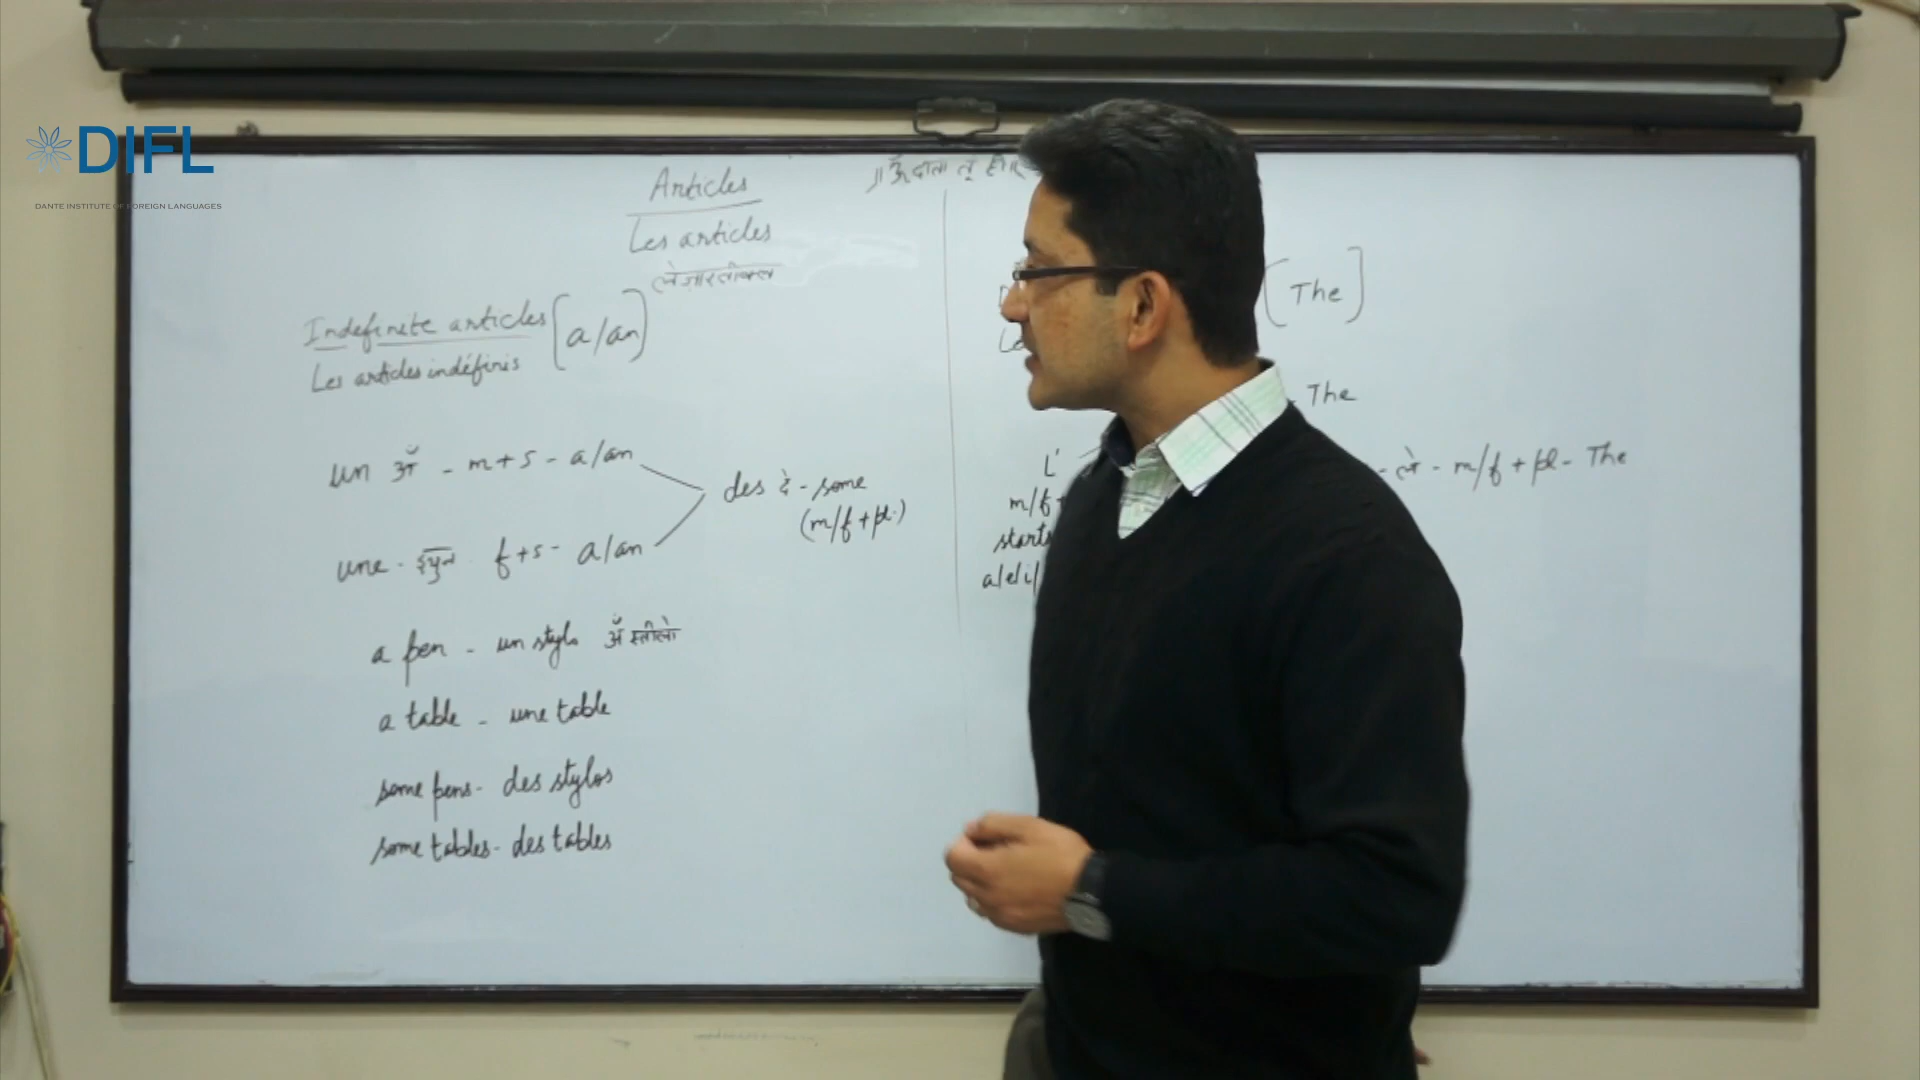 DIFL
DANTE INSTITUTE OF FOREIGN LANGUAGES
Articles
Les articles
लेज़ारतीक्ल
Indefinite articles [a/an]
Les articles indéfinis
un अँ - m+s - a/an
une - f+s - a/an
des दे - some
(m/f+pl.)
a pen - un stylo अँ स्तीलो
a table - une table
some pens - des stylos
some tables - des tables
[The]
The
L'
m/f+
starts
a/e/i/
- ले - m/f + pl - The